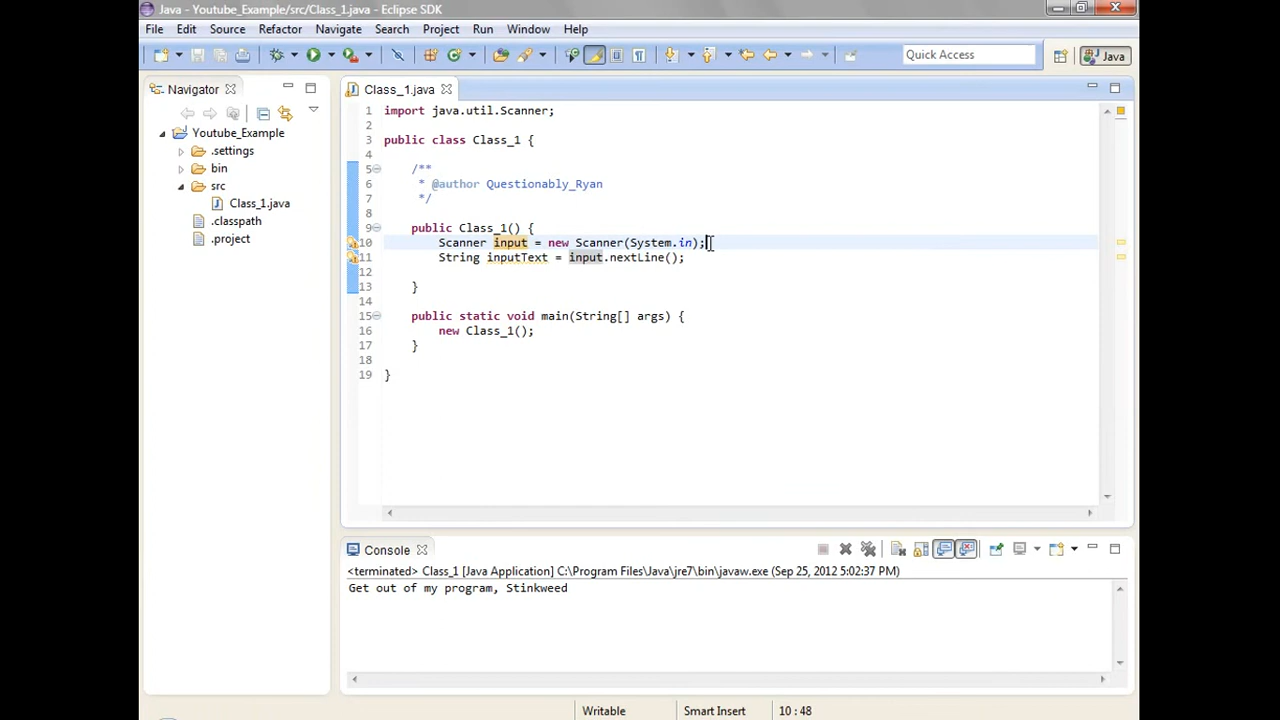 Java - Youtube_Example/src/Class_1.java - Eclipse SDK
File Edit Source Refactor Navigate Search Project Run Window Help
Quick Access
Java
Navigator
Class_1.java
Youtube_Example
.settings
bin
src
Class_1.java
.classpath
.project
1 import java.util.Scanner;
2
3 public class Class_1 {
4
5 /**
6 * @author Questionably_Ryan
7 */
8
9 public Class_1() {
10 Scanner input = new Scanner(System.in);
11 String inputText = input.nextLine();
13 }
14
15 public static void main(String[] args) {
16 new Class_1();
17 }
18
19 }
Console
<terminated> Class_1 [Java Application] C:\Program Files\Java\jre7\bin\javaw.exe (Sep 25, 2012 5:02:37 PM)
Get out of my program, Stinkweed
Writable Smart Insert 10 : 48